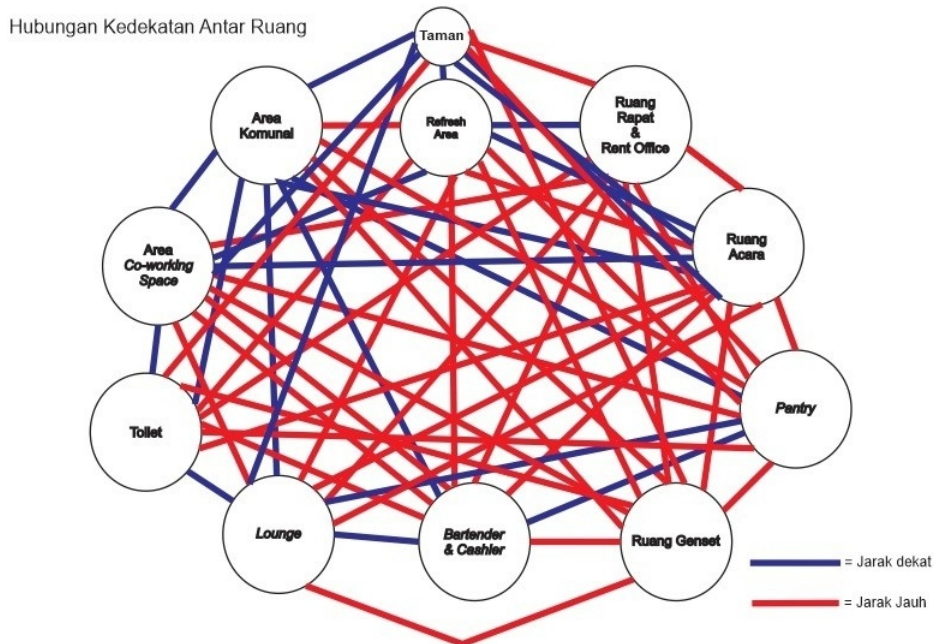 Hubungan Kedekatan Antar Ruang
Taman
Area
Komunal
Refresh
Area
Ruang
Rapat
&
Rent Office
Area
Co-working
Space
Ruang
Acara
Toilet
Pantry
Lounge
Bartender
& Cashier
Ruang Genset
= Jarak dekat
= Jarak Jauh